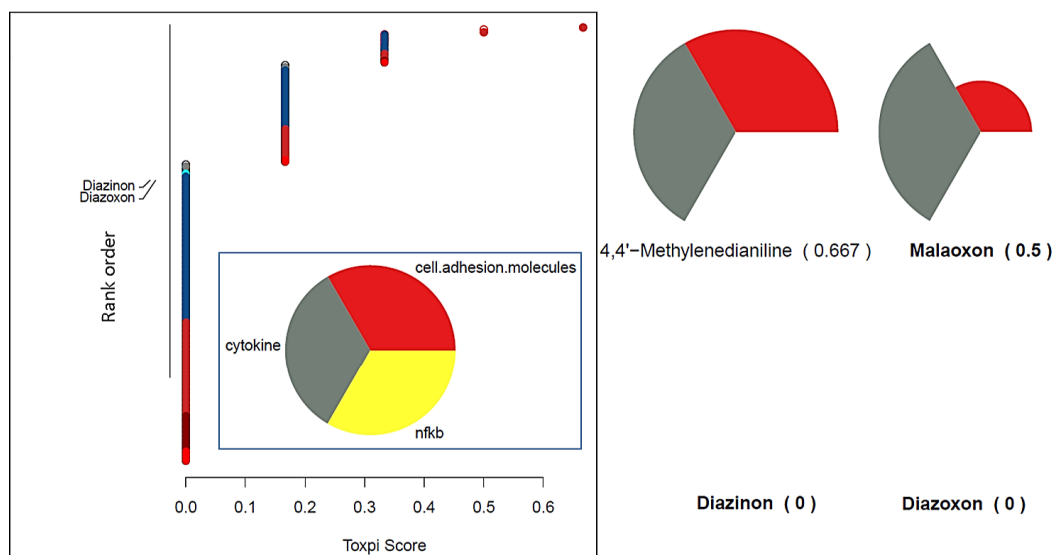 Diazinon
Diazoxon
Rank order
cell.adhesion.molecules
cytokine
nfkb
0.0 0.1 0.2 0.3 0.4 0.5 0.6
Toxpi Score
4,4'−Methylenedianiline ( 0.667 ) Malaoxon ( 0.5 )
Diazinon ( 0 ) Diazoxon ( 0 )